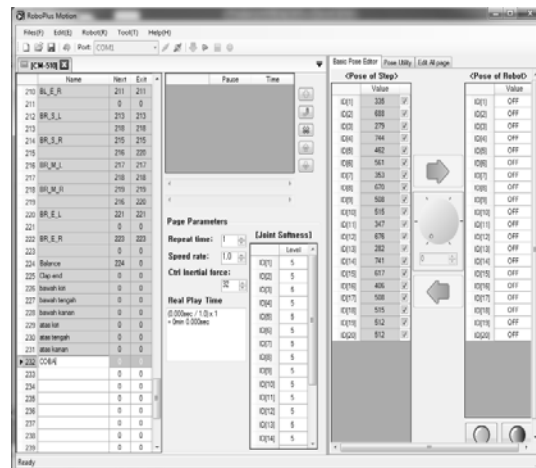 RoboPlus Motion
Files(F) Edit(E) Robot(R) Tool(T) Help(H)
Port: COM1
[CM-510]
Name Next Exit
210 BL_E_R 211 211
211 0 0
212 BR_S_L 213 213
213 218 218
214 BR_S_R 215 215
215 216 220
216 BR_M_L 217 217
217 218 218
218 BR_M_R 219 219
219 216 220
220 BR_E_L 221 221
221 0 0
222 BR_E_R 223 223
223 0 0
224 Balance 224 0
225 Clap end 0 0
226 bawah kiri 0 0
227 bawah tengah 0 0
228 bawah kanan 0 0
229 atas kiri 0 0
230 atas tengah 0 0
231 atas kanan 0 0
232 COBA 0 0
233 0 0
234 0 0
235 0 0
236 0 0
237 0 0
238 0 0
239 0 0
Pause Time
Page Parameters
Repeat time: 1
Speed rate: 1.0
Ctrl Inertial force:
32
Real Play Time
(0.000sec / 1.0) x 1
= 0min 0.000sec
[Joint Softness]
Level
ID[1] 5
ID[2] 5
ID[3] 5
ID[4] 5
ID[5] 5
ID[6] 5
ID[7] 5
ID[8] 5
ID[9] 5
ID[10] 5
ID[11] 5
ID[12] 5
ID[13] 5
ID[14] 5
Basic Pose Editor Pose Utility Edit All page
<Pose of Step>
Value
ID[1] 335
ID[2] 688
ID[3] 279
ID[4] 744
ID[5] 462
ID[6] 561
ID[7] 353
ID[8] 670
ID[9] 508
ID[10] 515
ID[11] 347
ID[12] 676
ID[13] 282
ID[14] 741
ID[15] 617
ID[16] 406
ID[17] 508
ID[18] 515
ID[19] 512
ID[20] 512
0
<Pose of Robot>
Value
ID[1] OFF
ID[2] OFF
ID[3] OFF
ID[4] OFF
ID[5] OFF
ID[6] OFF
ID[7] OFF
ID[8] OFF
ID[9] OFF
ID[10] OFF
ID[11] OFF
ID[12] OFF
ID[13] OFF
ID[14] OFF
ID[15] OFF
ID[16] OFF
ID[17] OFF
ID[18] OFF
ID[19] OFF
ID[20] OFF
Ready